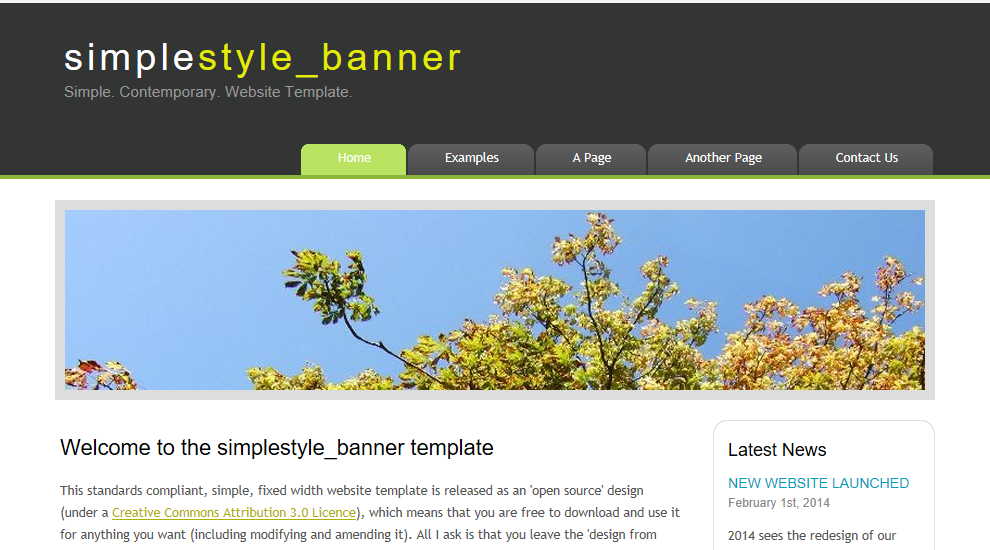 simplestyle_banner
Simple. Contemporary. Website Template.
Home Examples A Page Another Page Contact Us
Welcome to the simplestyle_banner template
This standards compliant, simple, fixed width website template is released as an 'open source' design
(under a Creative Commons Attribution 3.0 Licence), which means that you are free to download and use it
for anything you want (including modifying and amending it). All I ask is that you leave the 'design from
Latest News
NEW WEBSITE LAUNCHED
February 1st, 2014
2014 sees the redesign of our